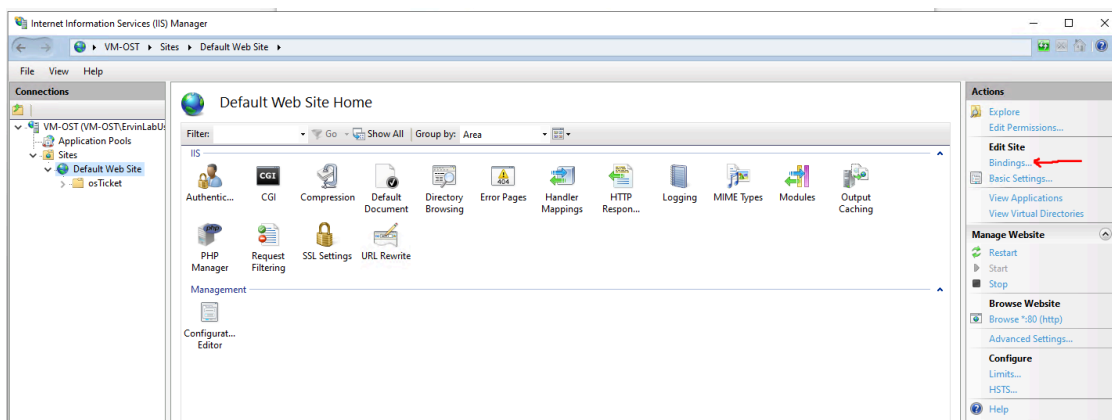 Internet Information Services (IIS) Manager
VM-OST Sites Default Web Site
File View Help
Connections
VM-OST (VM-OST\ErvinLabU
Application Pools
Sites
Default Web Site
osTicket
Default Web Site Home
Filter: Go Show All Group by: Area
IIS
Authentic... CGI Compression Default Document Directory Browsing Error Pages Handler Mappings HTTP Respon... Logging MIME Types Modules Output Caching
PHP Manager Request Filtering SSL Settings URL Rewrite
Management
Configurat... Editor
Actions
Explore
Edit Permissions...
Edit Site
Bindings...
Basic Settings...
View Applications
View Virtual Directories
Manage Website
Restart
Start
Stop
Browse Website
Browse *:80 (http)
Advanced Settings...
Configure
Limits...
HSTS...
Help